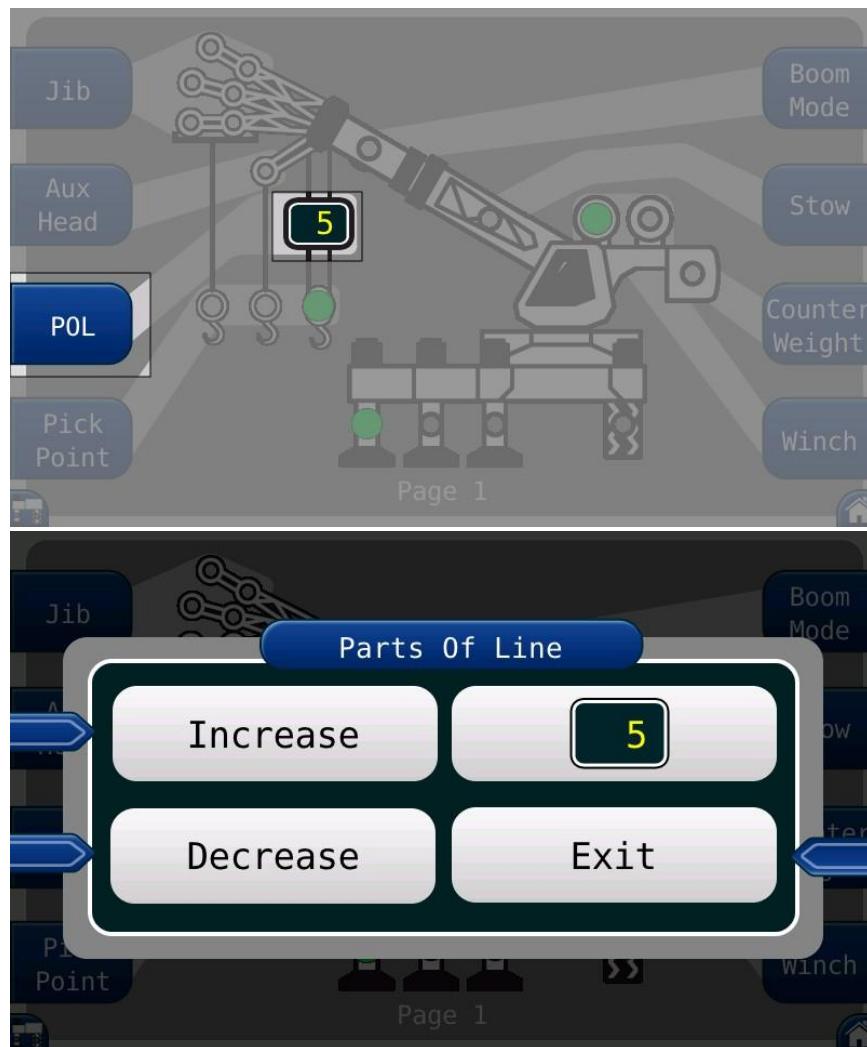 Jib
Boom
Mode
Aux
Head
5
Stow
POL
Counter
Weight
Pick
Point
Winch
Page 1
Jib
Boom
Mode
Parts Of Line
Increase
5
Decrease
Exit
Point
Winch
Page 1